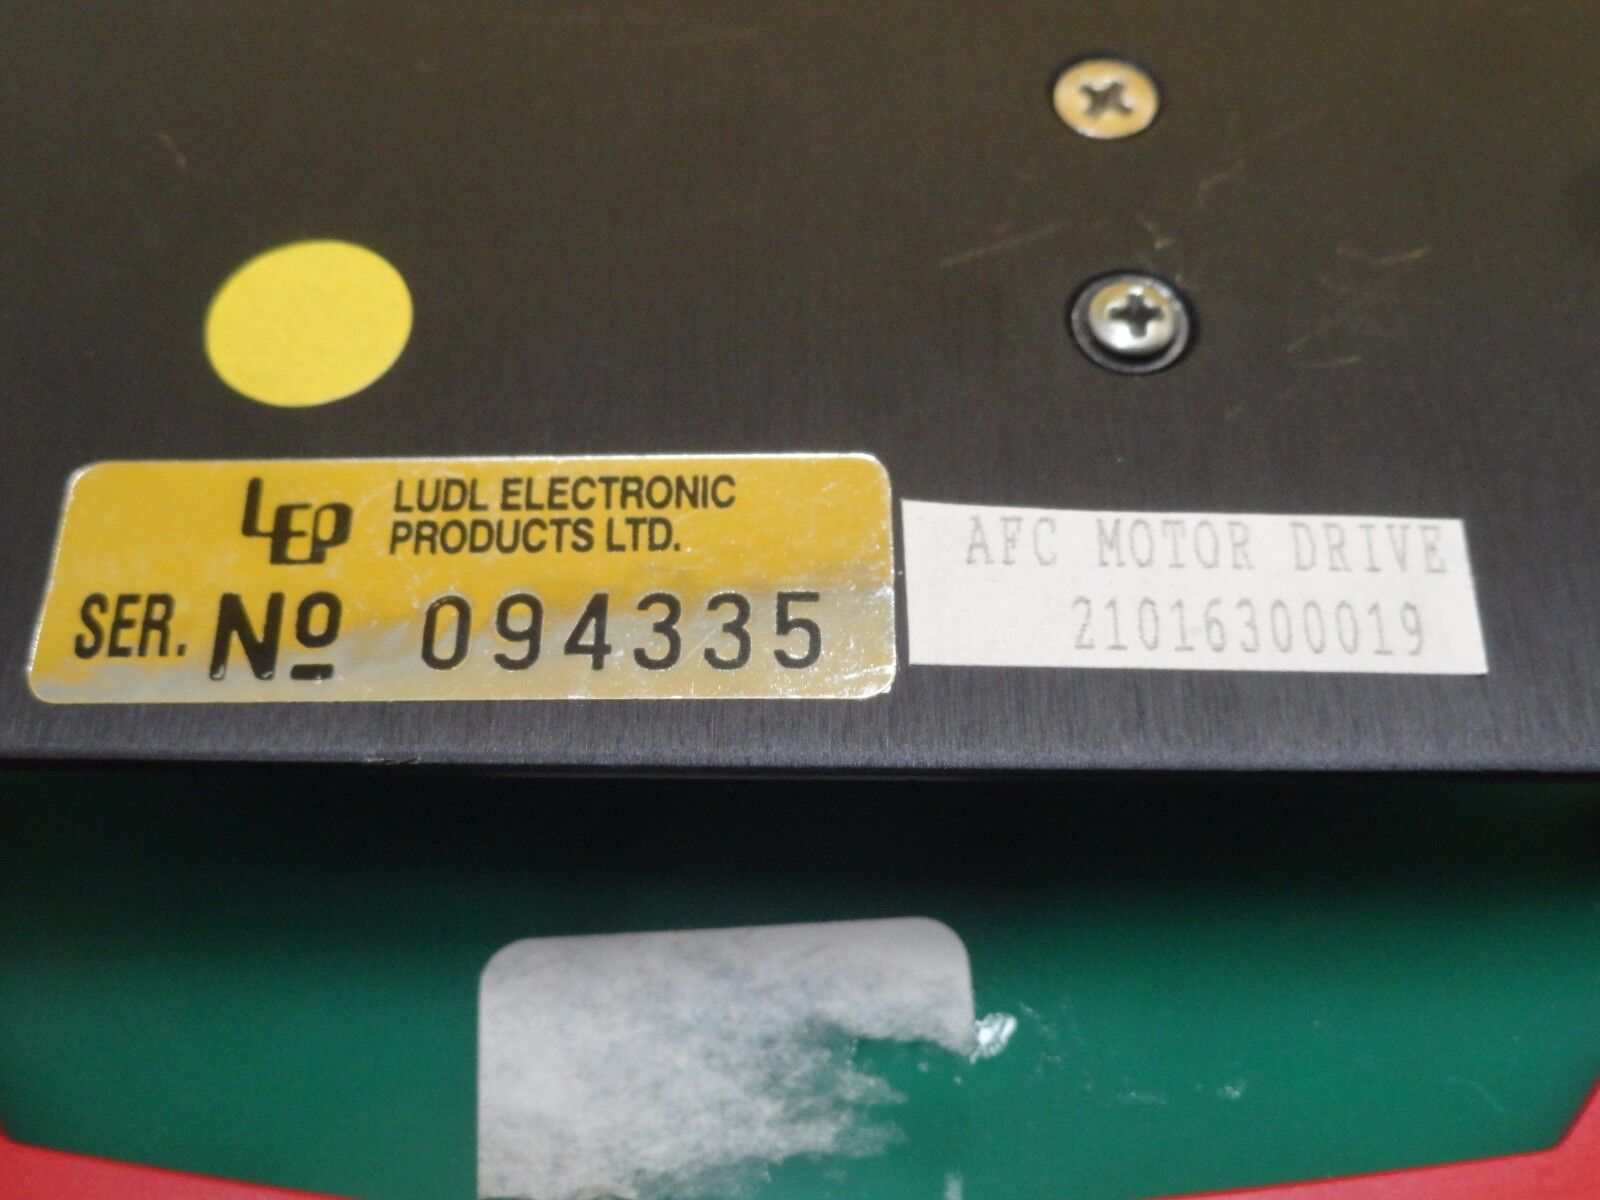 LEP LUDL ELECTRONIC
PRODUCTS LTD.
SER. No 094335
AFC MOTOR DRIVE
21016300019